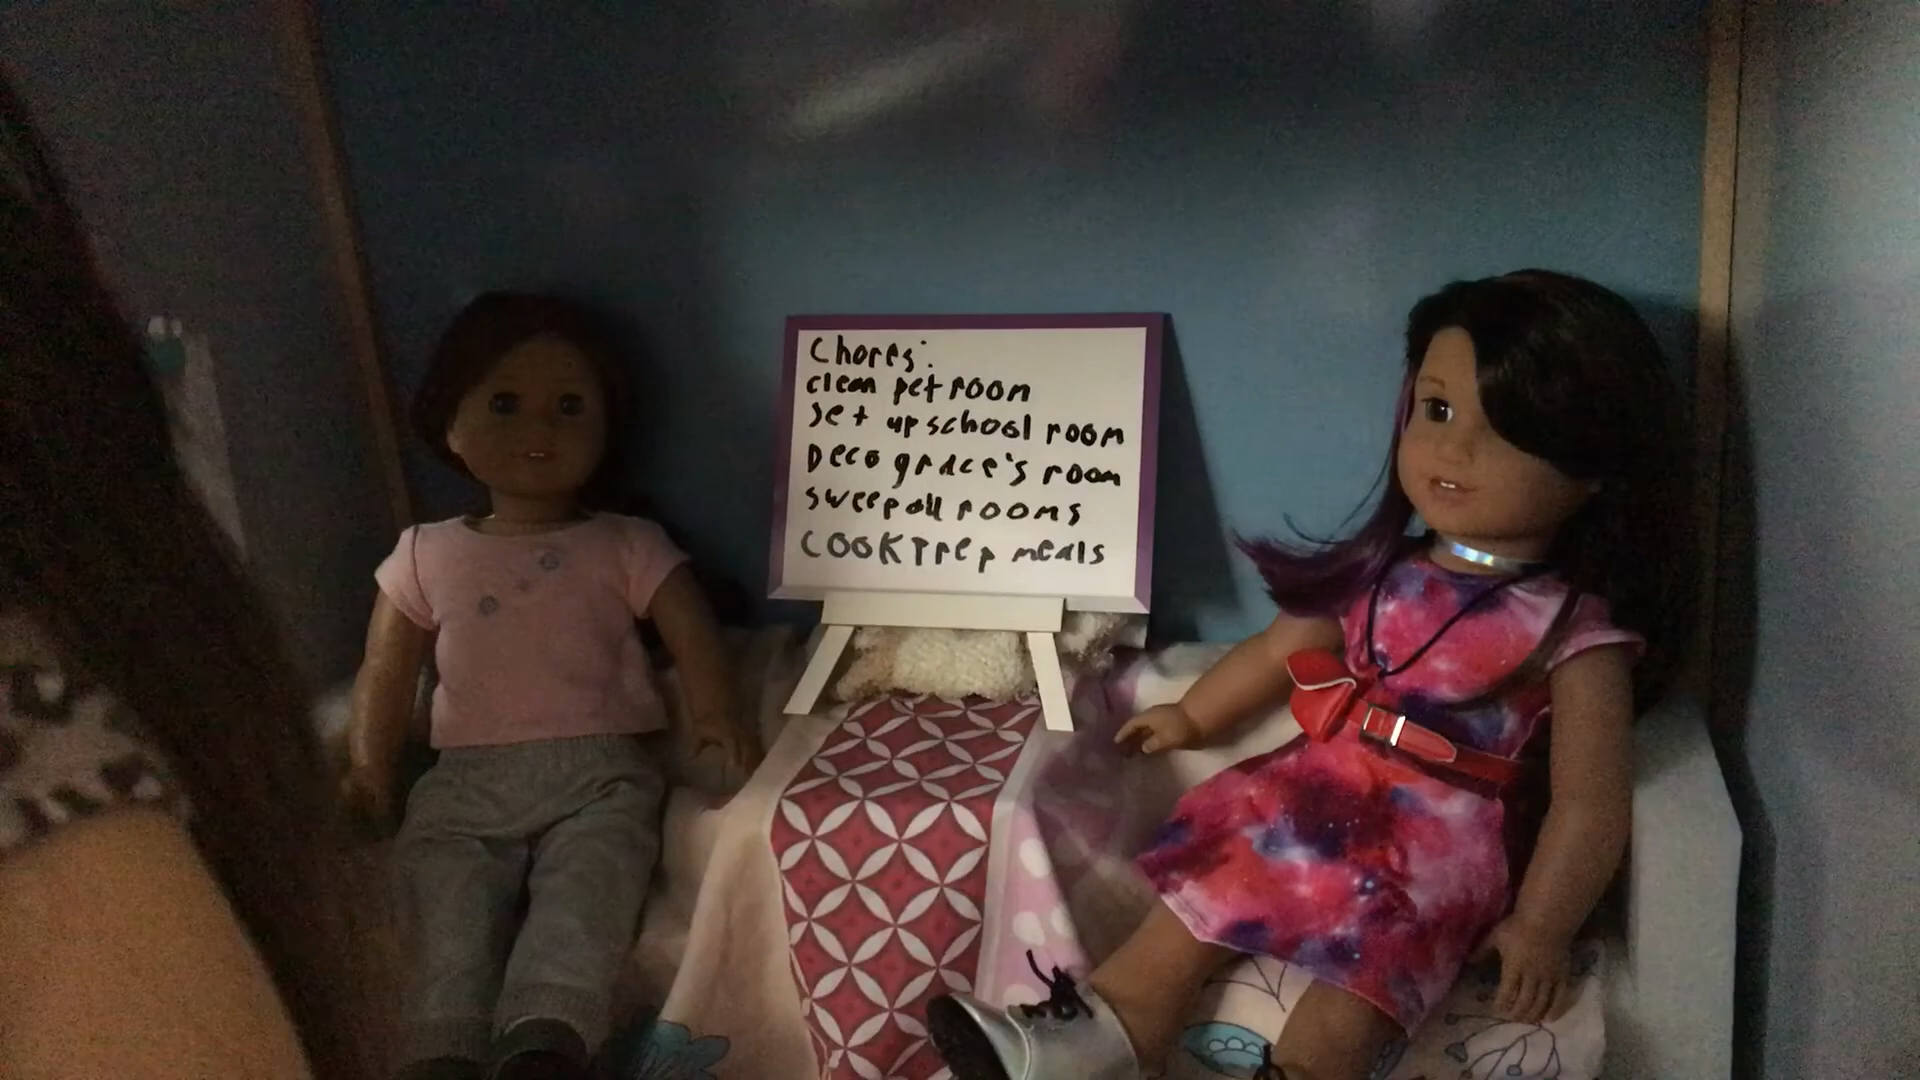 Chores:
clean pet room
set up school room
Deco grace's room
sweep all rooms
COOK Prep meals